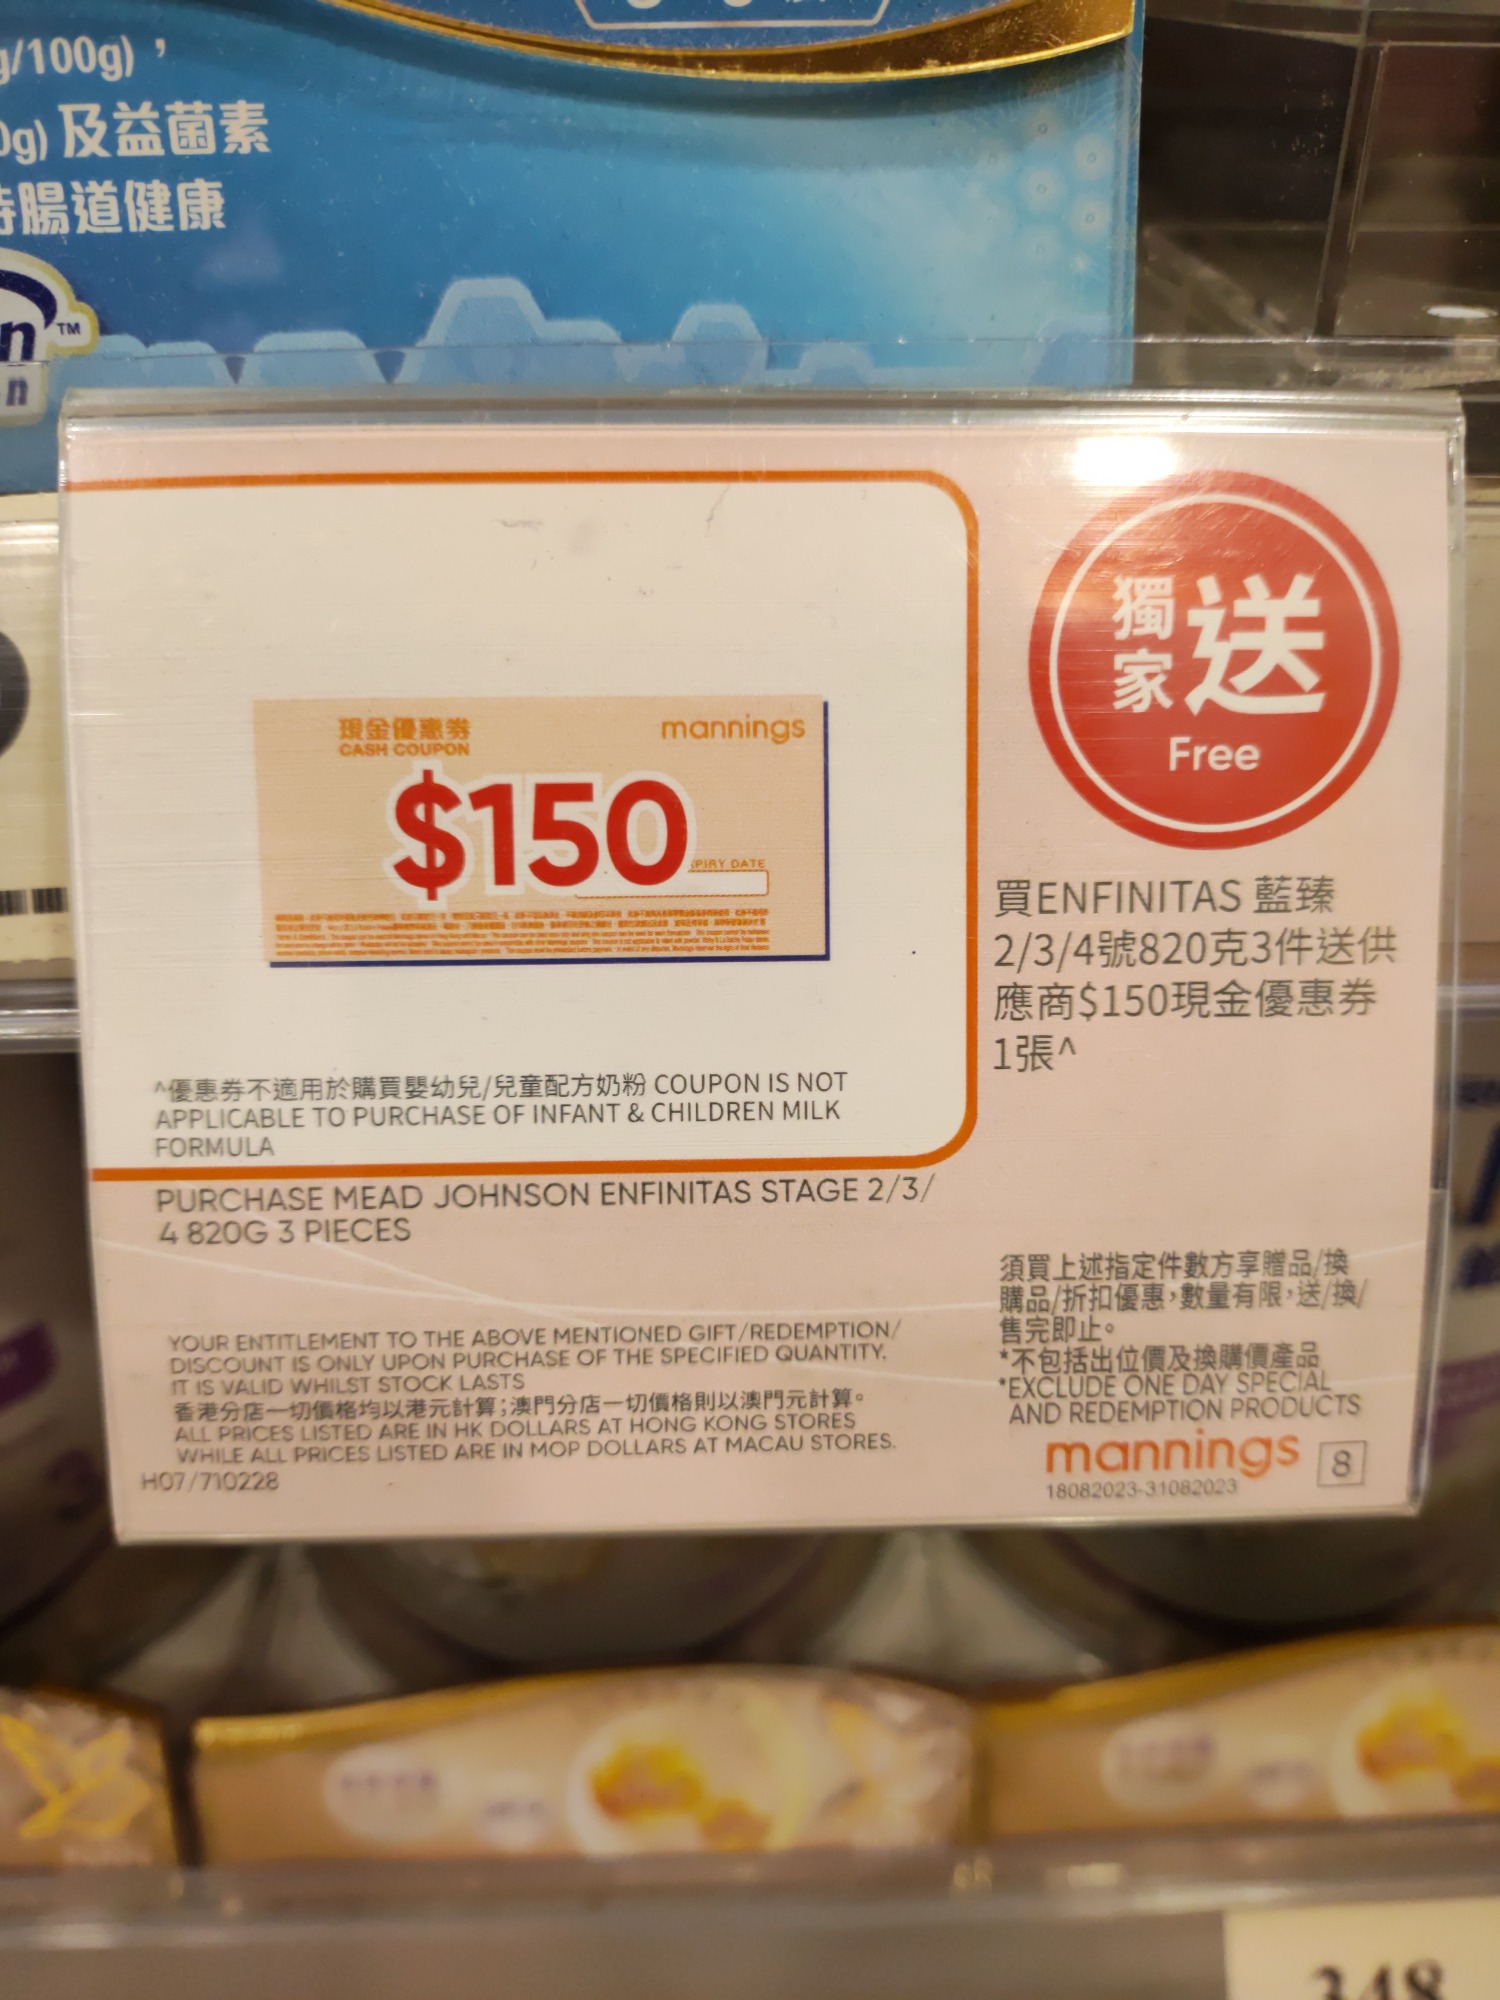 g/100g)，
0g) 及益菌素
持腸道健康
TM
獨家
送
Free
現金優惠券
CASH COUPON
mannings
$150
PIRY DATE
買ENFINITAS 藍臻
2/3/4號820克3件送供
應商$150現金優惠券
1張^
^優惠券不適用於購買嬰幼兒/兒童配方奶粉 COUPON IS NOT
APPLICABLE TO PURCHASE OF INFANT & CHILDREN MILK
FORMULA
PURCHASE MEAD JOHNSON ENFINITAS STAGE 2/3/
4 820G 3 PIECES
YOUR ENTITLEMENT TO THE ABOVE MENTIONED GIFT/REDEMPTION/
DISCOUNT IS ONLY UPON PURCHASE OF THE SPECIFIED QUANTITY.
IT IS VALID WHILST STOCK LASTS
香港分店一切價格均以港元計算；澳門分店一切價格則以澳門元計算。
ALL PRICES LISTED ARE IN HK DOLLARS AT HONG KONG STORES
WHILE ALL PRICES LISTED ARE IN MOP DOLLARS AT MACAU STORES.
H07/710228
須買上述指定件數方享贈品/換
購品/折扣優惠，數量有限，送/換/
售完即止。
*不包括出位價及換購價產品
*EXCLUDE ONE DAY SPECIAL
AND REDEMPTION PRODUCTS
mannings 8
18082023-31082023
348